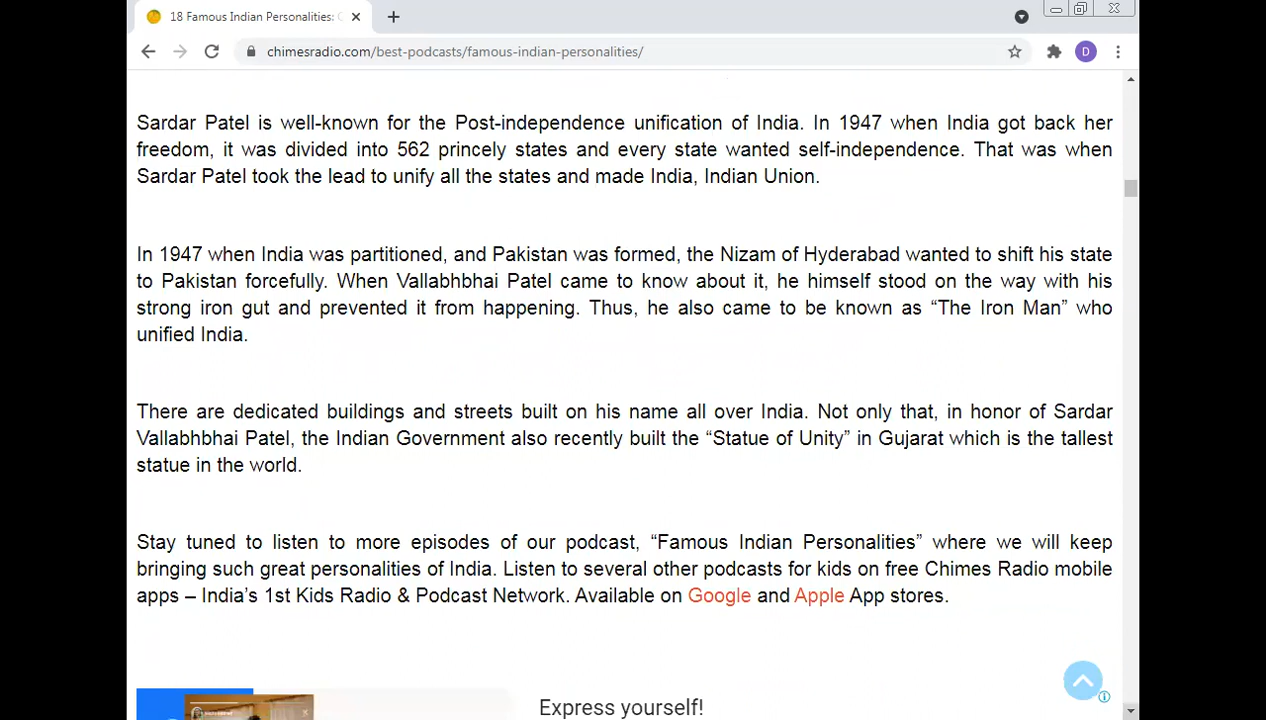 18 Famous Indian Personalities:
chimesradio.com/best-podcasts/famous-indian-personalities/
D
Sardar Patel is well-known for the Post-independence unification of India. In 1947 when India got back her
freedom, it was divided into 562 princely states and every state wanted self-independence. That was when
Sardar Patel took the lead to unify all the states and made India, Indian Union.
In 1947 when India was partitioned, and Pakistan was formed, the Nizam of Hyderabad wanted to shift his state
to Pakistan forcefully. When Vallabhbhai Patel came to know about it, he himself stood on the way with his
strong iron gut and prevented it from happening. Thus, he also came to be known as “The Iron Man” who
unified India.
There are dedicated buildings and streets built on his name all over India. Not only that, in honor of Sardar
Vallabhbhai Patel, the Indian Government also recently built the “Statue of Unity” in Gujarat which is the tallest
statue in the world.
Stay tuned to listen to more episodes of our podcast, “Famous Indian Personalities” where we will keep
bringing such great personalities of India. Listen to several other podcasts for kids on free Chimes Radio mobile
apps – India’s 1st Kids Radio & Podcast Network. Available on Google and Apple App stores.
Express yourself!